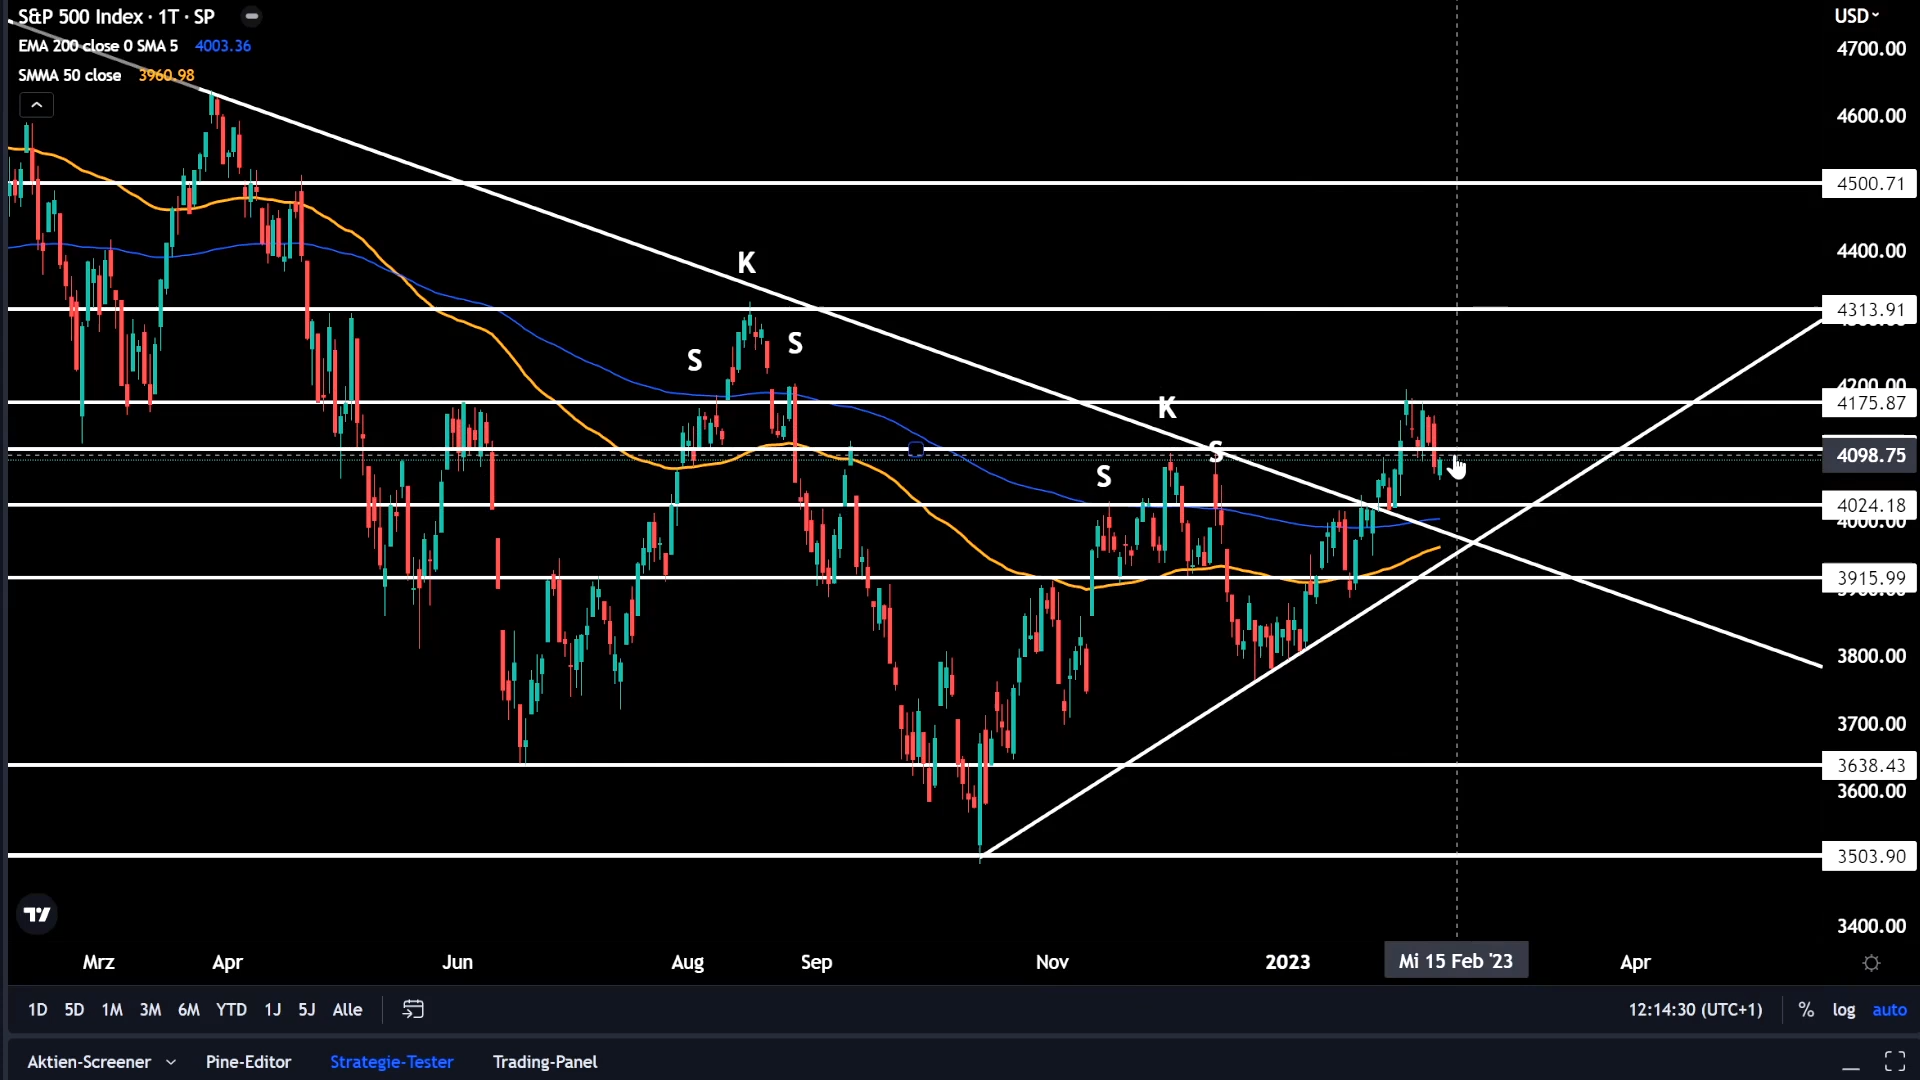 S&P 500 Index · 1T · SP
USD
EMA 200 close 0 SMA 5 4003.36
SMMA 50 close 3960.98
4700.00
4600.00
4500.71
4400.00
K
4313.91
S
S
4200.00
4175.87
K
S
4098.75
S
4024.18
4000.00
3915.99
3800.00
3700.00
3638.43
3600.00
3503.90
3400.00
Mrz Apr Jun Aug Sep Nov 2023 Mi 15 Feb '23 Apr
1D 5D 1M 3M 6M YTD 1J 5J Alle 12:14:30 (UTC+1) % log auto
Aktien-Screener Pine-Editor Strategie-Tester Trading-Panel